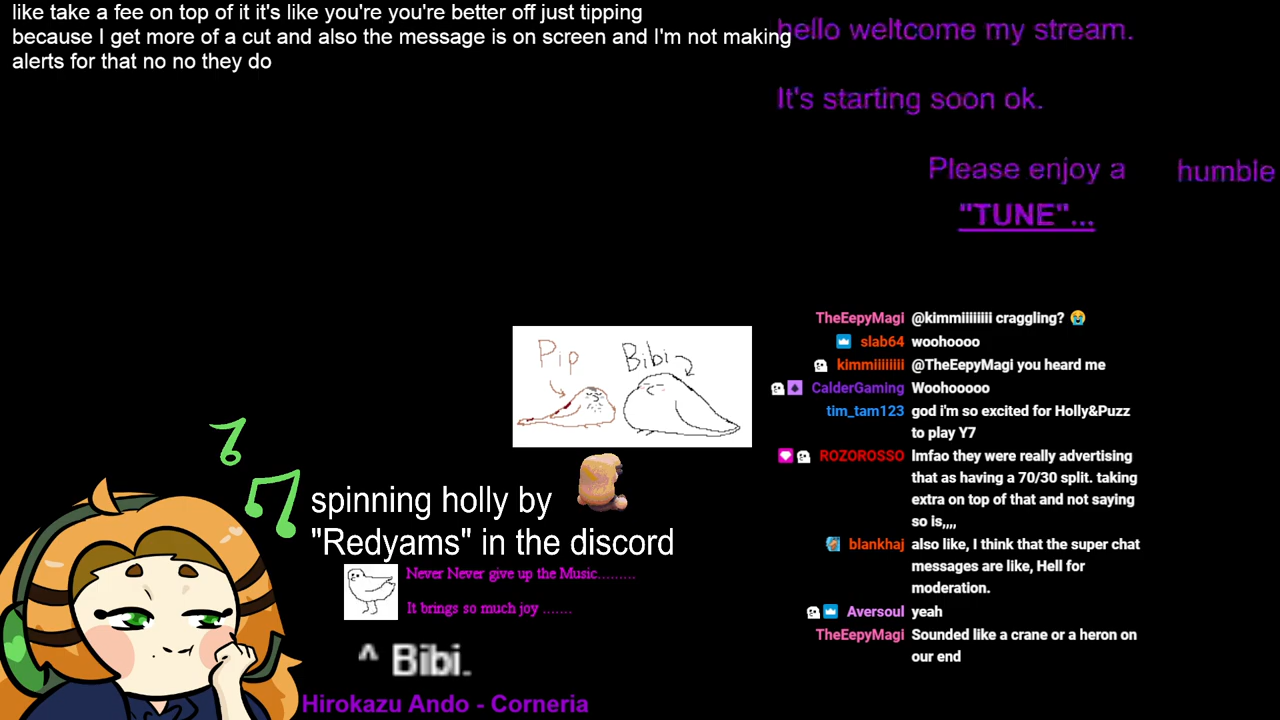 like take a fee on top of it it's like you're you're better off just tipping
because I get more of a cut and also the message is on screen and I'm not making
alerts for that no no they do
hello weltcome my stream.
It's starting soon ok.
Please enjoy a humble
"TUNE"...
Pip
Bibi
TheEepyMagi @kimmiiiiiiii craggling? 😭
slab64 woohoooo
kimmiiiiiiii @TheEepyMagi you heard me
CalderGaming Woohooooo
tim_tam123 god i'm so excited for Holly&Puzz
to play Y7
ROZOROSSO lmfao they were really advertising
that as having a 70/30 split. taking
extra on top of that and not saying
so is,,,,
blankhaj also like, I think that the super chat
messages are like, Hell for
moderation.
Aversoul yeah
TheEepyMagi Sounded like a crane or a heron on
our end
spinning holly by
"Redyams" in the discord
Never Never give up the Music.........
It brings so much joy .......
^ Bibi.
Hirokazu Ando - Corneria